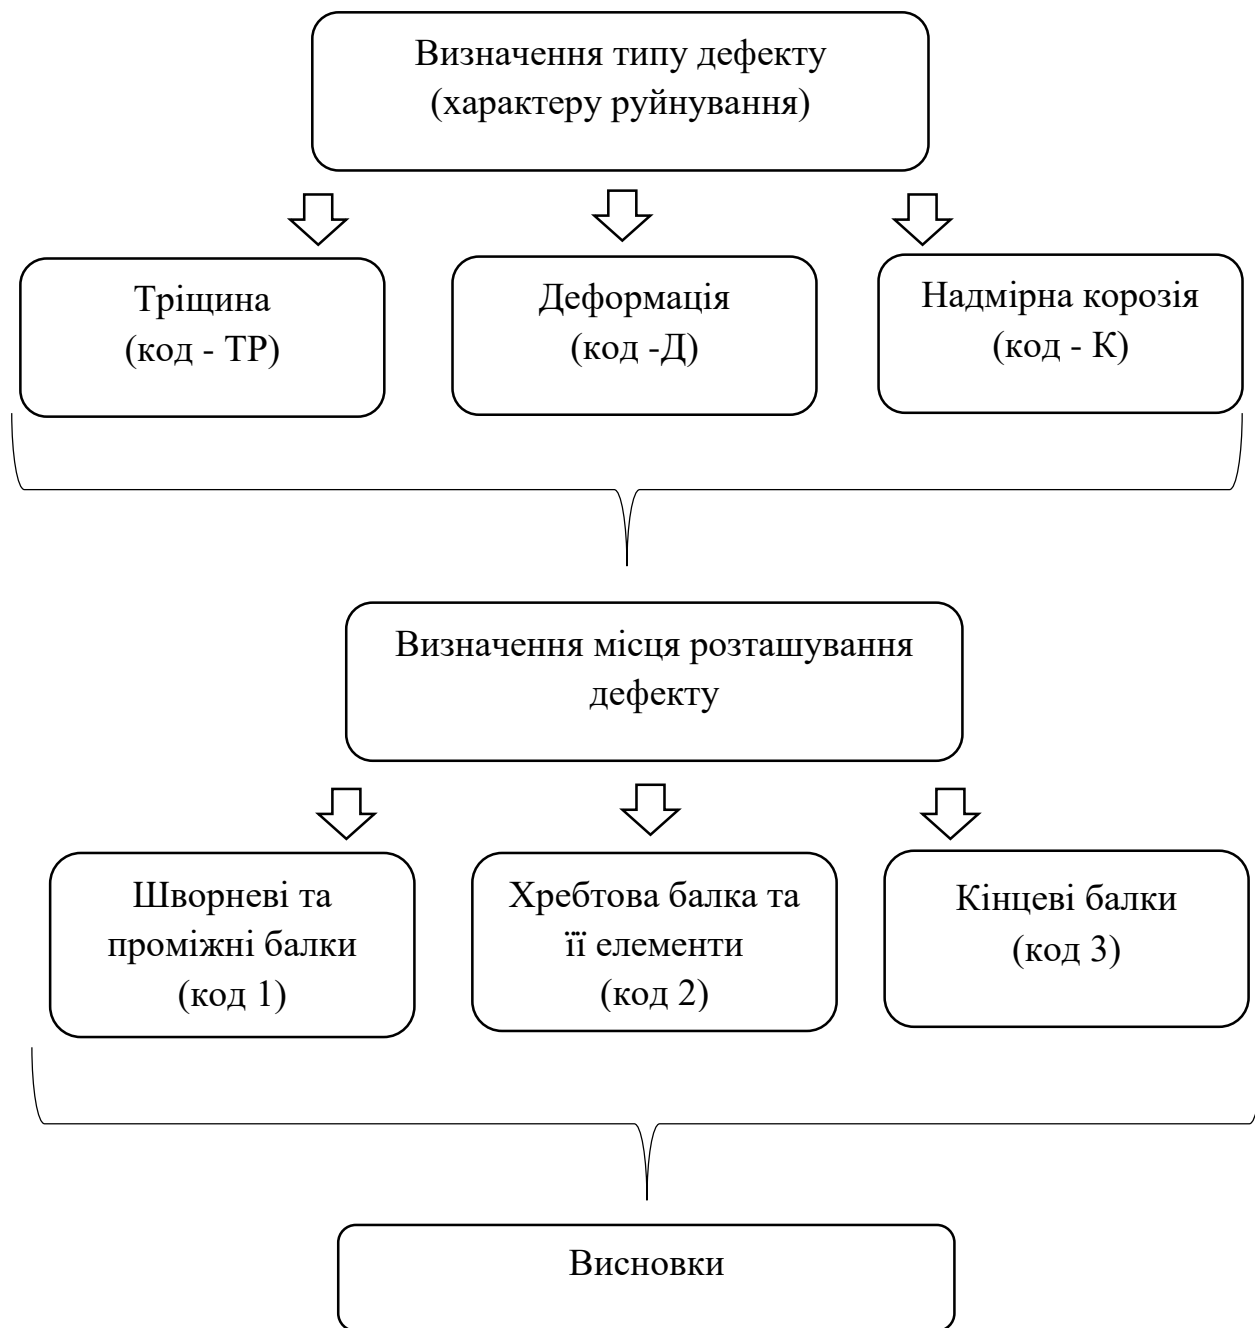 Визначення типу дефекту
(характеру руйнування)
Тріщина
(код - ТР)
Деформація
(код -Д)
Надмірна корозія
(код - К)
Визначення місця розташування
дефекту
Шворневі та
проміжні балки
(код 1)
Хребтова балка та
її елементи
(код 2)
Кінцеві балки
(код 3)
Висновки